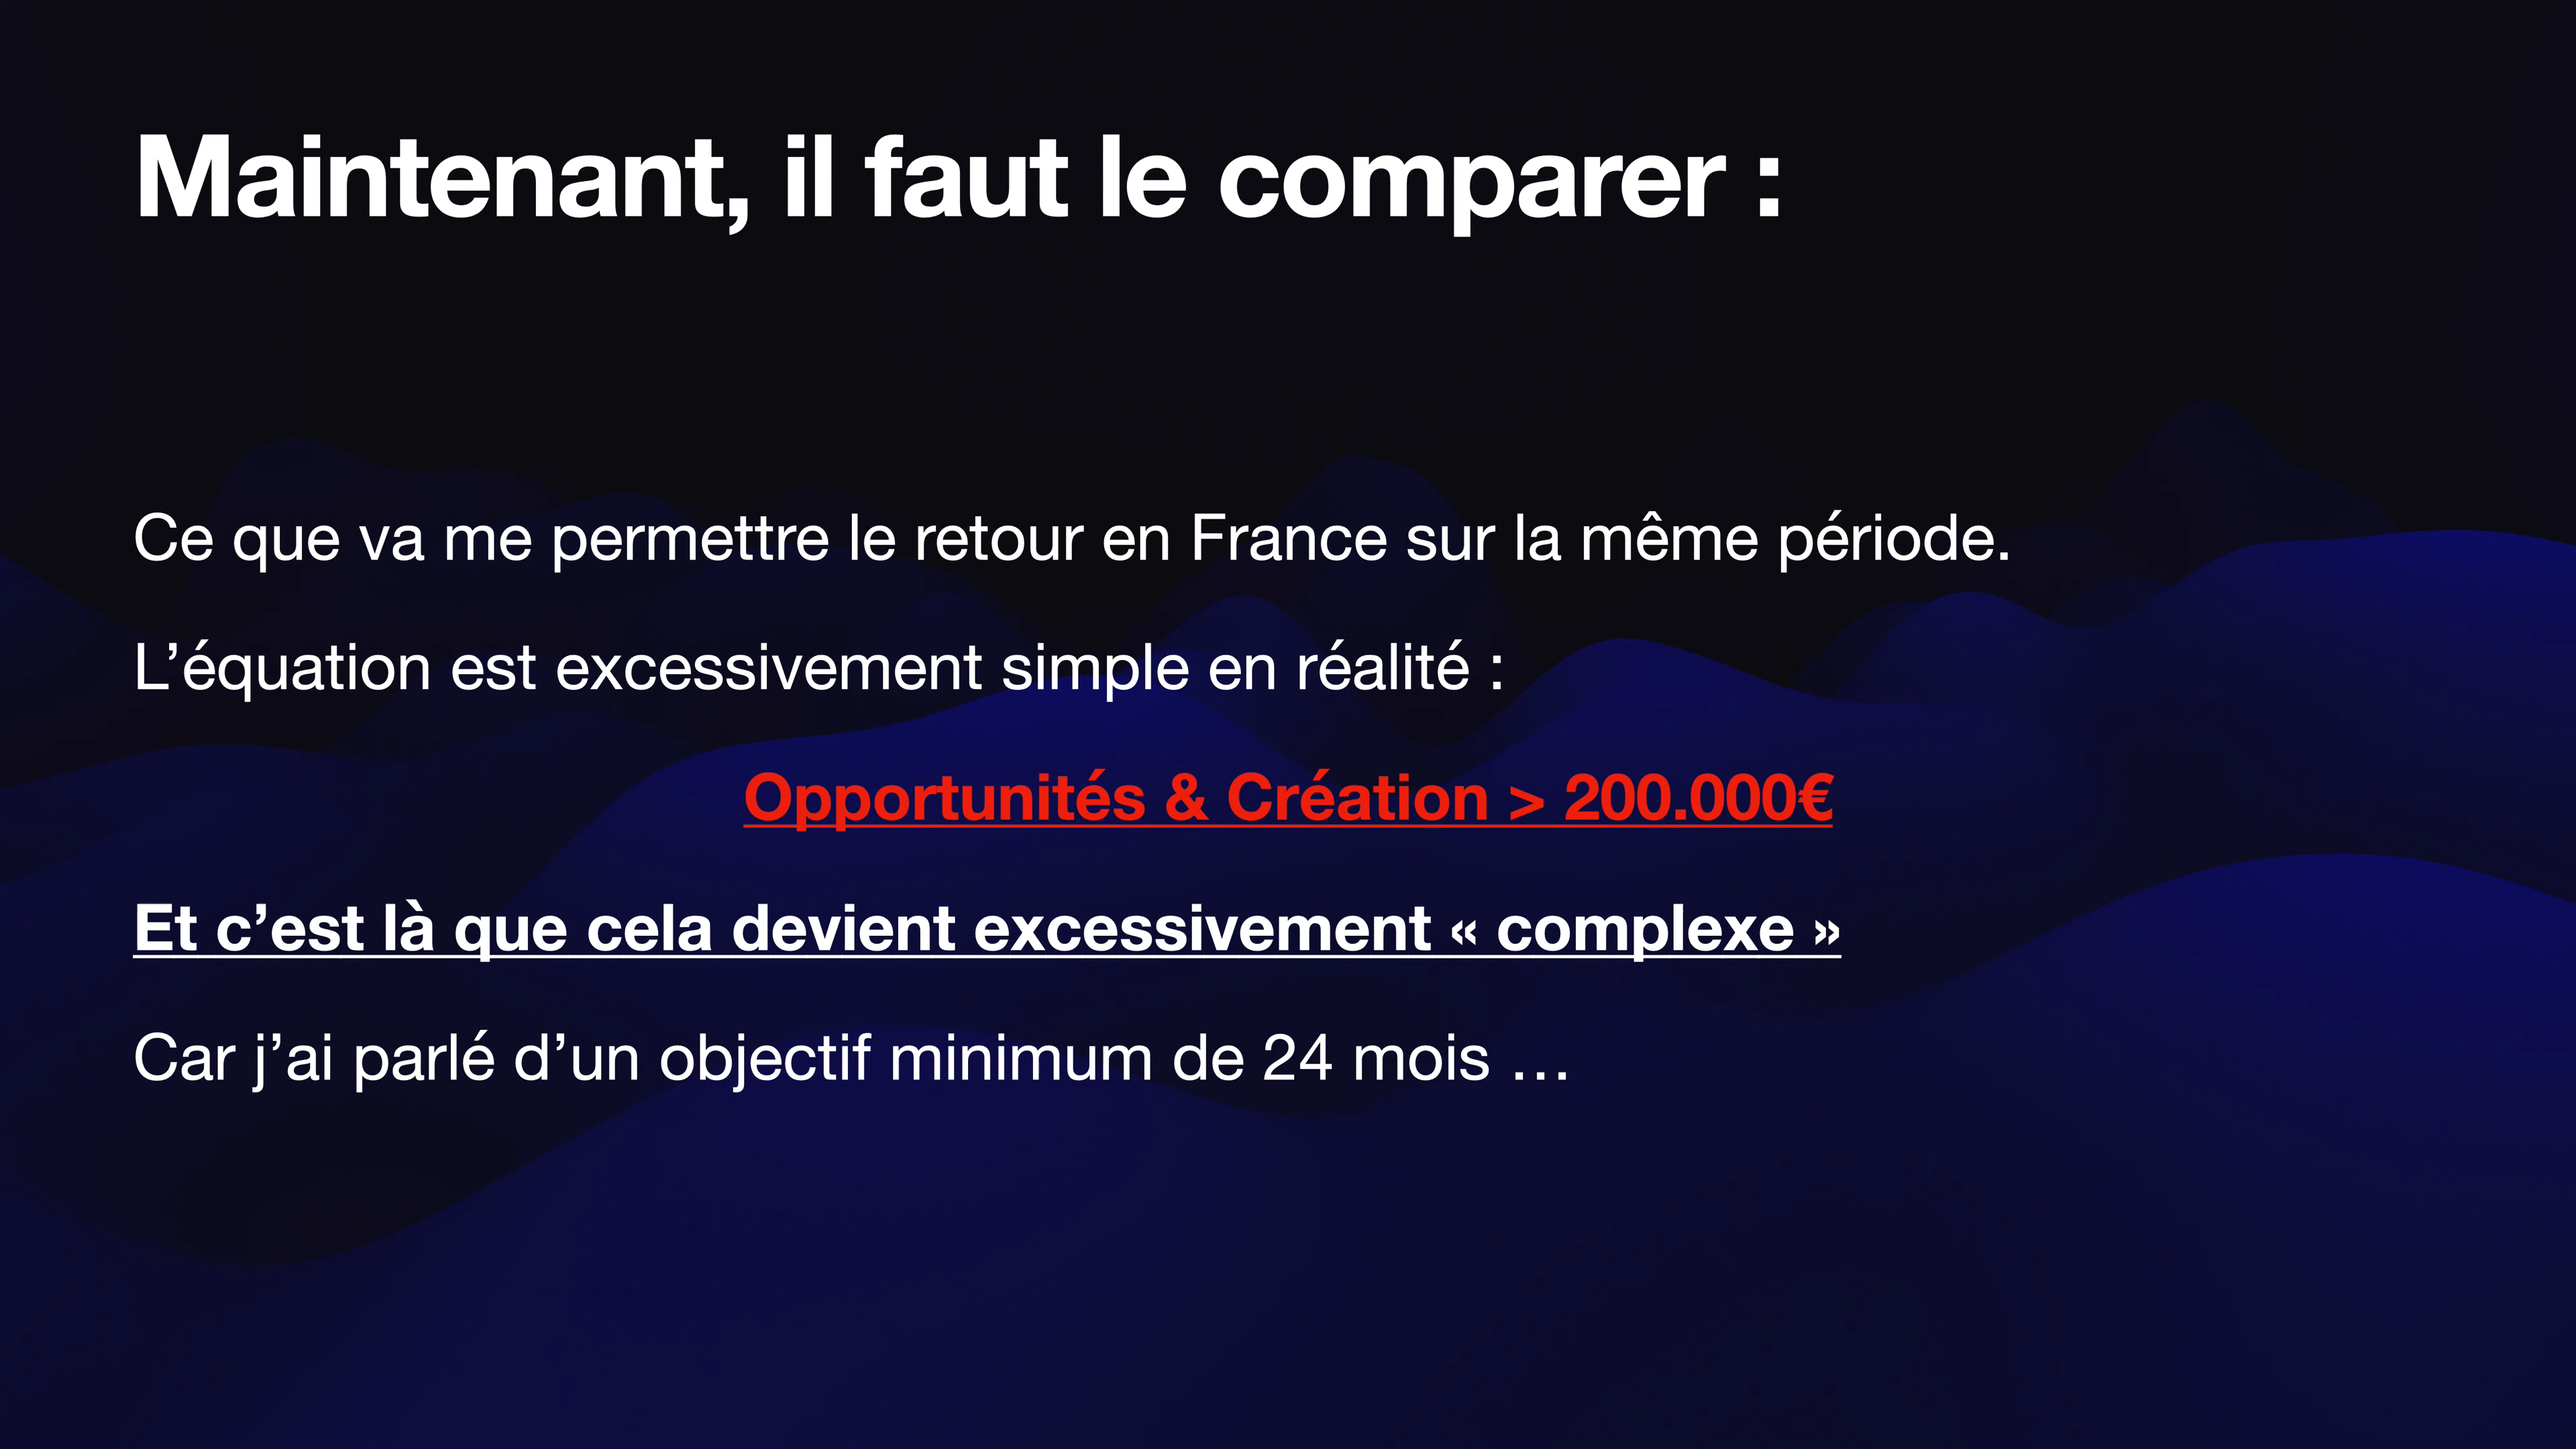 Maintenant, il faut le comparer :
Ce que va me permettre le retour en France sur la même période.
L’équation est excessivement simple en réalité :
Opportunités & Création > 200.000€
Et c’est là que cela devient excessivement « complexe »
Car j’ai parlé d’un objectif minimum de 24 mois …